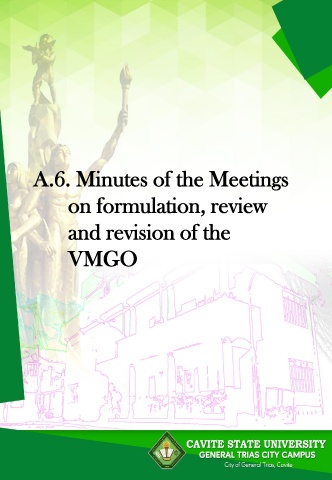 A.6. Minutes of the Meetings
on formulation, review
and revision of the
VMGO
CAVITE STATE UNIVERSITY
GENERAL TRIAS CITY CAMPUS
City of General Trias, Cavite